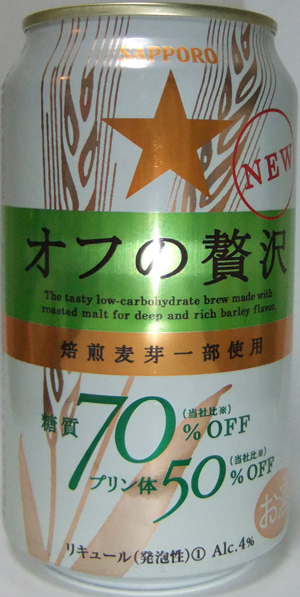 SAPPORO
NEW
オフの贅沢
The tasty low-carbohydrate brew made with
roasted malt for deep and rich barley flavor.
焙煎麦芽一部使用
糖質70%OFF(当社比※)
プリン体50%OFF(当社比※)
お酒
リキュール(発泡性)① Alc.4%